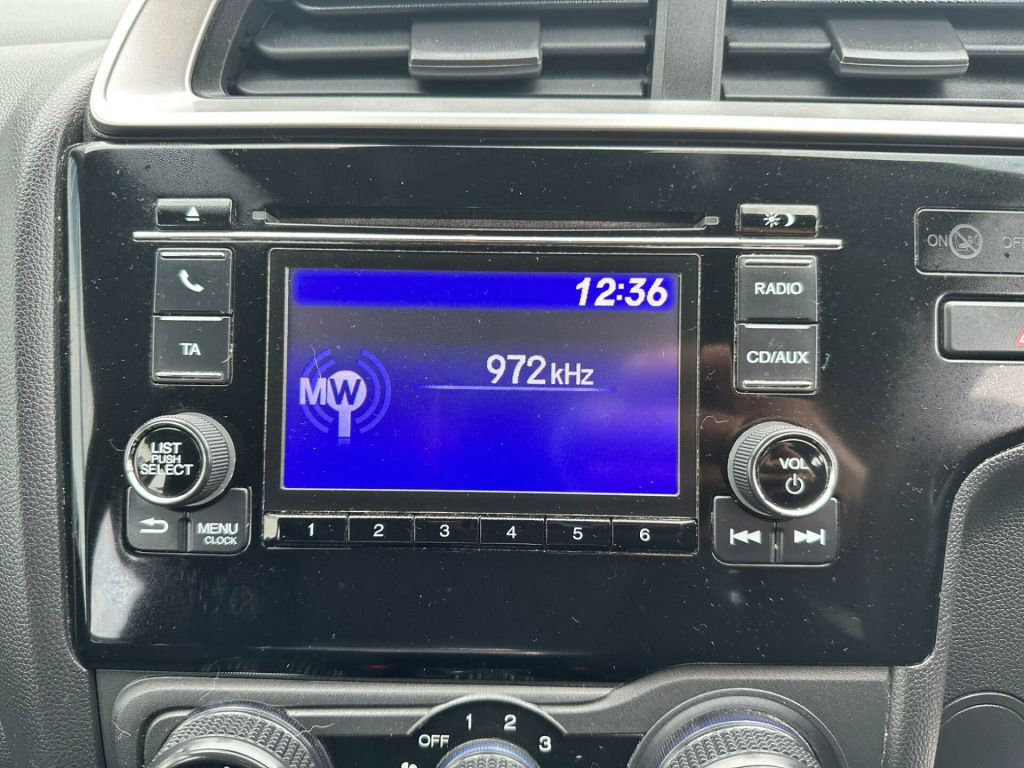 12:36
RADIO
ON
OFF
TA
972 kHz
CD/AUX
MW
LIST
PUSH
SELECT
VOL
MENU
CLOCK
1 2 3 4 5 6
1 2
OFF 3